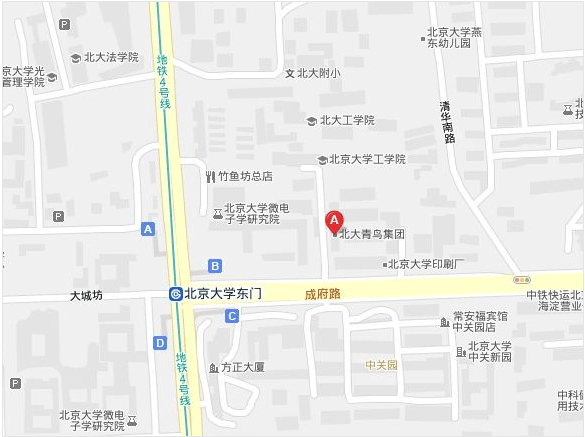 P
北京大学燕
东幼儿园
北大法学院
北大附小
京大学光
管理学院
地铁4号线
清华南路
北
技
北大工学院
北京大学工学院
竹鱼坊总店
P
北京大学微电
子学研究院
A
A
北大青鸟集团
B
北京大学印刷厂
大城坊
北京大学东门
成府路
中铁快运北
海淀营业
C
常安福宾馆
中关园店
D
北京大学
中关新园
地铁4号线
方正大厦
中关园
P
中科
用技
北京大学微电
子学研究院